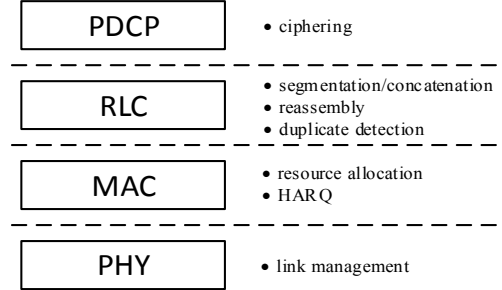 PDCP
• ciphering
RLC
• segmentation/concatenation
• reassembly
• duplicate detection
MAC
• resource allocation
• HARQ
PHY
• link management